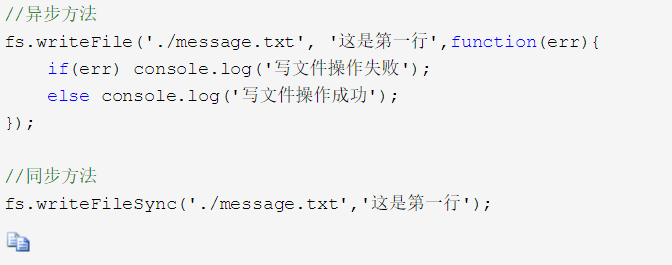 //异步方法
fs.writeFile('./message.txt', '这是第一行',function(err){
    if(err) console.log('写文件操作失败');
    else console.log('写文件操作成功');
});

//同步方法
fs.writeFileSync('./message.txt','这是第一行');